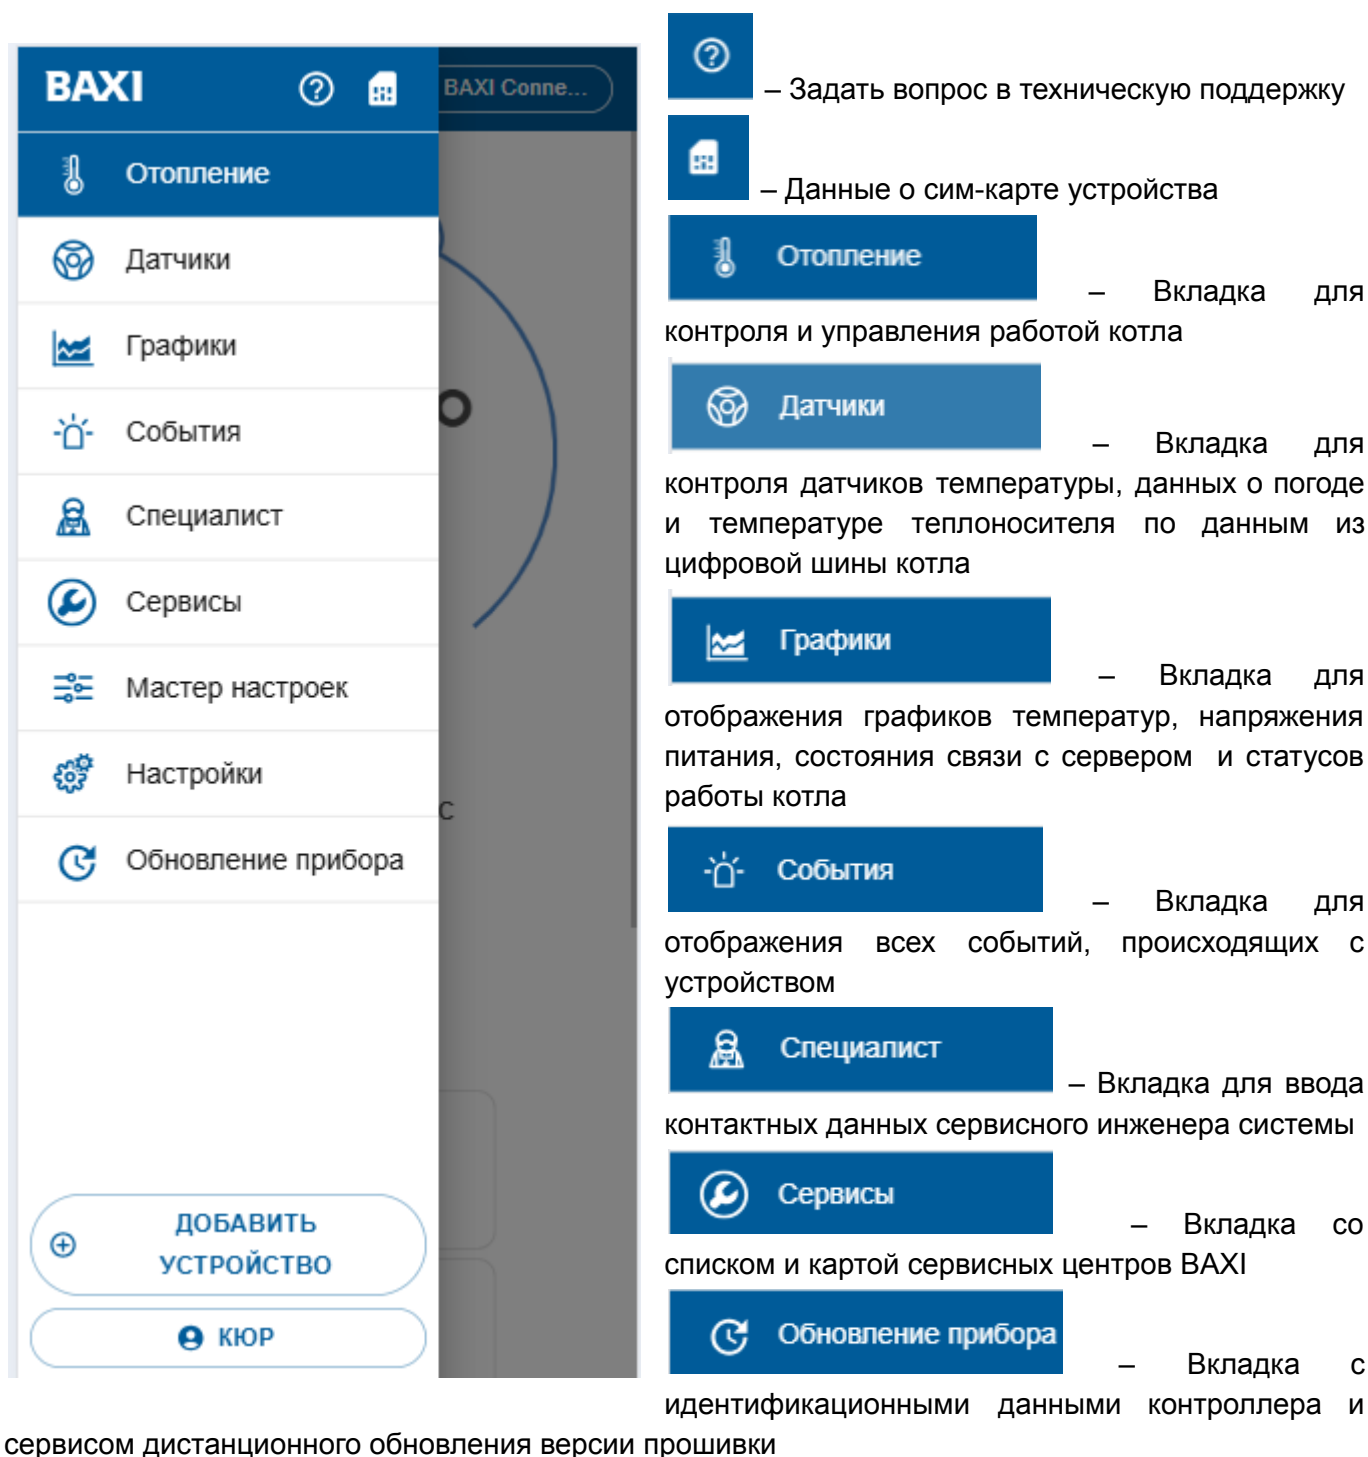 BAXI
BAXI Conne...
Отопление
Датчики
Графики
События
Специалист
Сервисы
Мастер настроек
Настройки
Обновление прибора
с
ДОБАВИТЬ
УСТРОЙСТВО
КЮР
– Задать вопрос в техническую поддержку
– Данные о сим-карте устройства
Отопление
– Вкладка для
контроля и управления работой котла
Датчики
– Вкладка для
контроля датчиков температуры, данных о погоде
и температуре теплоносителя по данным из
цифровой шины котла
Графики
– Вкладка для
отображения графиков температур, напряжения
питания, состояния связи с сервером и статусов
работы котла
События
– Вкладка для
отображения всех событий, происходящих с
устройством
Специалист
– Вкладка для ввода
контактных данных сервисного инженера системы
Сервисы
– Вкладка со
списком и картой сервисных центров BAXI
Обновление прибора
– Вкладка с
идентификационными данными контроллера и
сервисом дистанционного обновления версии прошивки